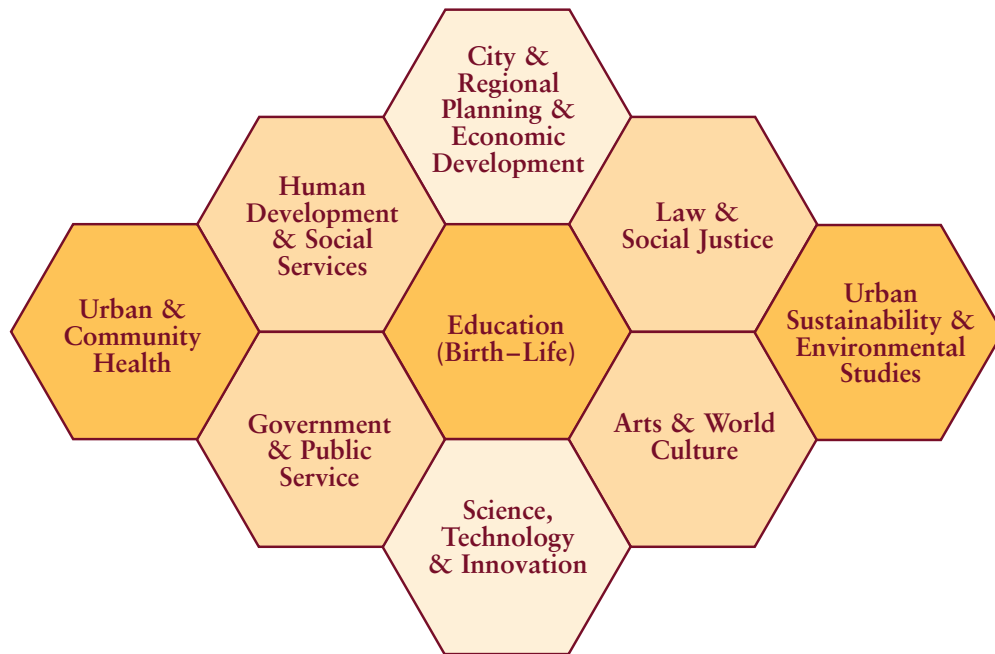 City &
Regional
Planning &
Economic
Development
Human
Development
& Social
Services
Law &
Social Justice
Urban &
Community
Health
Education
(Birth–Life)
Urban
Sustainability &
Environmental
Studies
Government
& Public
Service
Arts & World
Culture
Science,
Technology
& Innovation